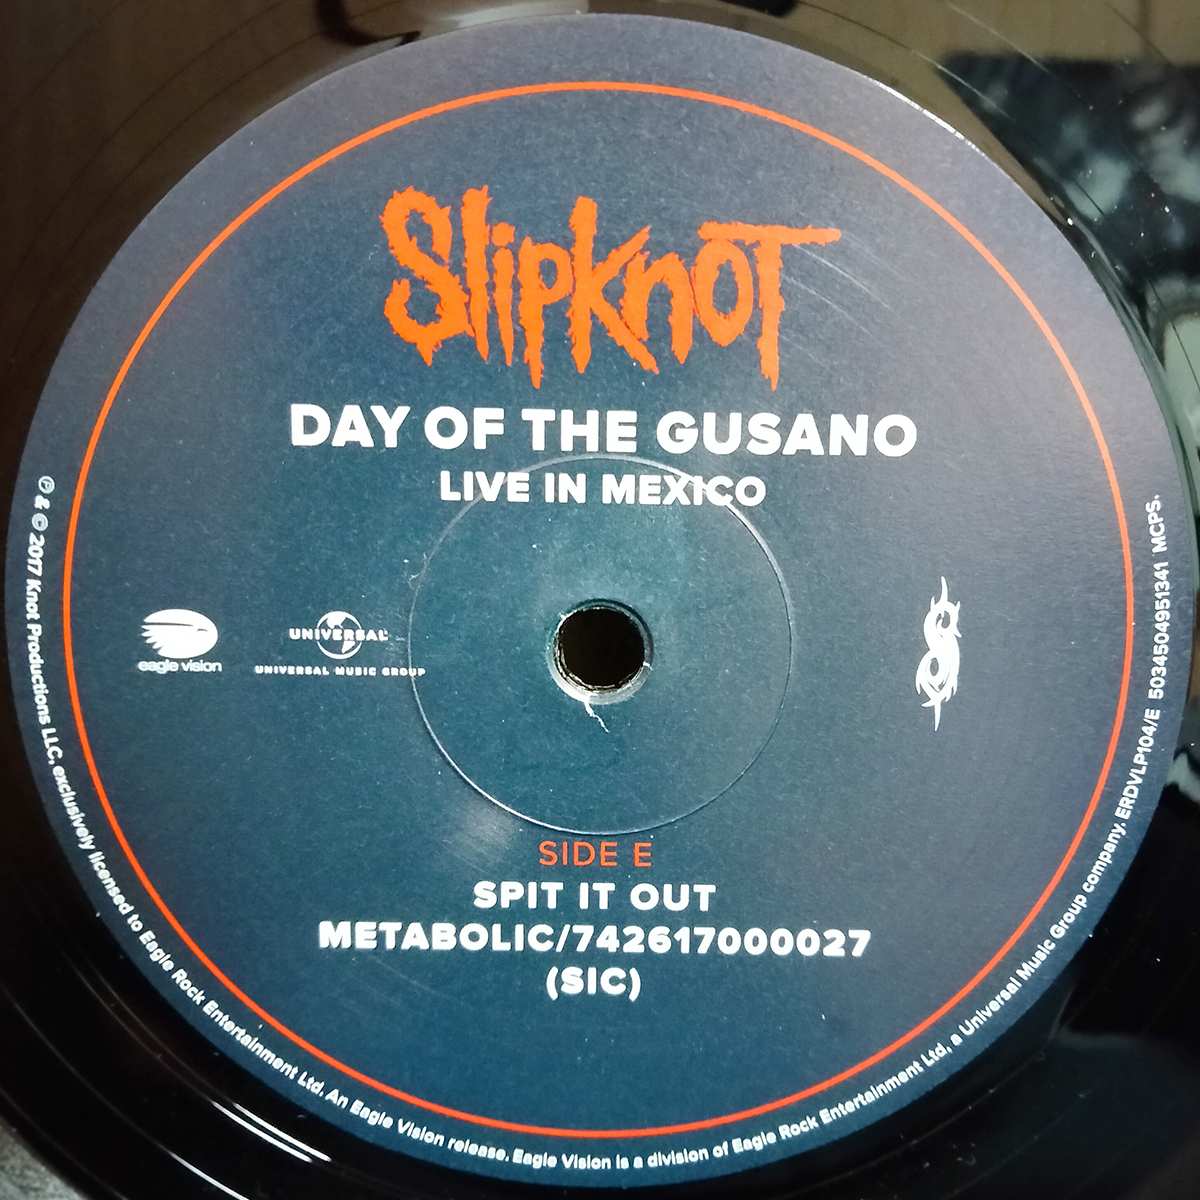 Slipknot
DAY OF THE GUSANO
LIVE IN MEXICO
eagle vision
UNIVERSAL
UNIVERSAL MUSIC GROUP
S
SIDE E
SPIT IT OUT
METABOLIC/742617000027
(SIC)
℗ & © 2017 Knot Productions LLC, exclusively licensed to Eagle Rock Entertainment Ltd. An Eagle Vision release. Eagle Vision is a division of Eagle Rock Entertainment Ltd, a Universal Music Group company. ERDVLP104/E 5034504951341 MCPS.